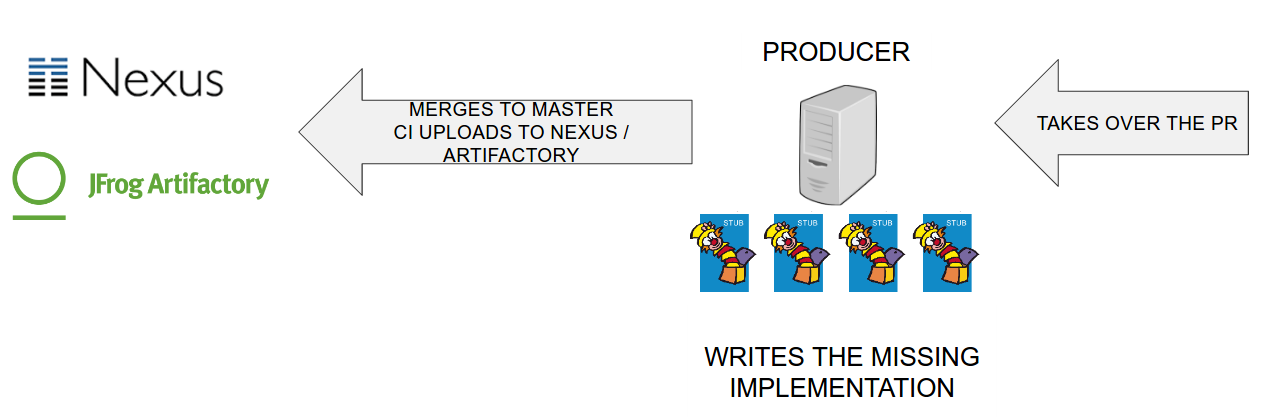 Nexus
JFrog Artifactory
MERGES TO MASTER
CI UPLOADS TO NEXUS /
ARTIFACTORY
PRODUCER
STUB
STUB
STUB
STUB
WRITES THE MISSING
IMPLEMENTATION
TAKES OVER THE PR